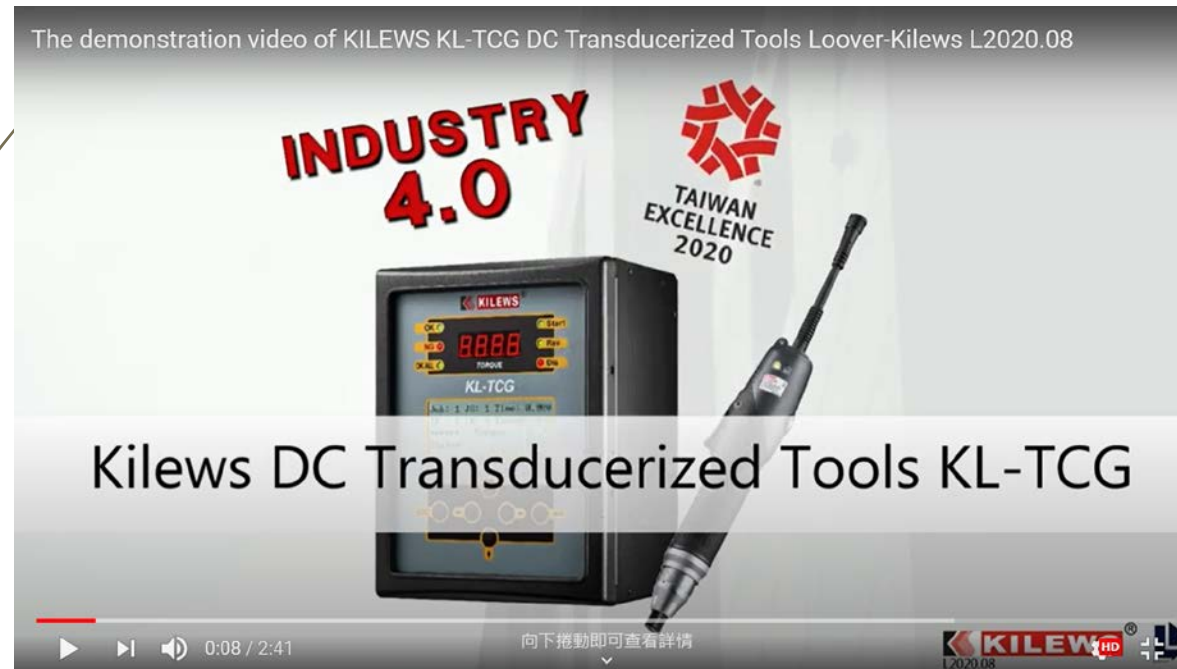 The demonstration video of KILEWS KL-TCG DC Transducerized Tools Loover-Kilews L2020.08
INDUSTRY
4.0
TAIWAN
EXCELLENCE
2020
KILEWS
OK
Start
NG
Rev
OKALL
Dis
8888
TORQUE
KL-TCG
Kilews DC Transducerized Tools KL-TCG
0:08 / 2:41
向下捲動即可查看詳情
KILEWS®
HD
L2020.08